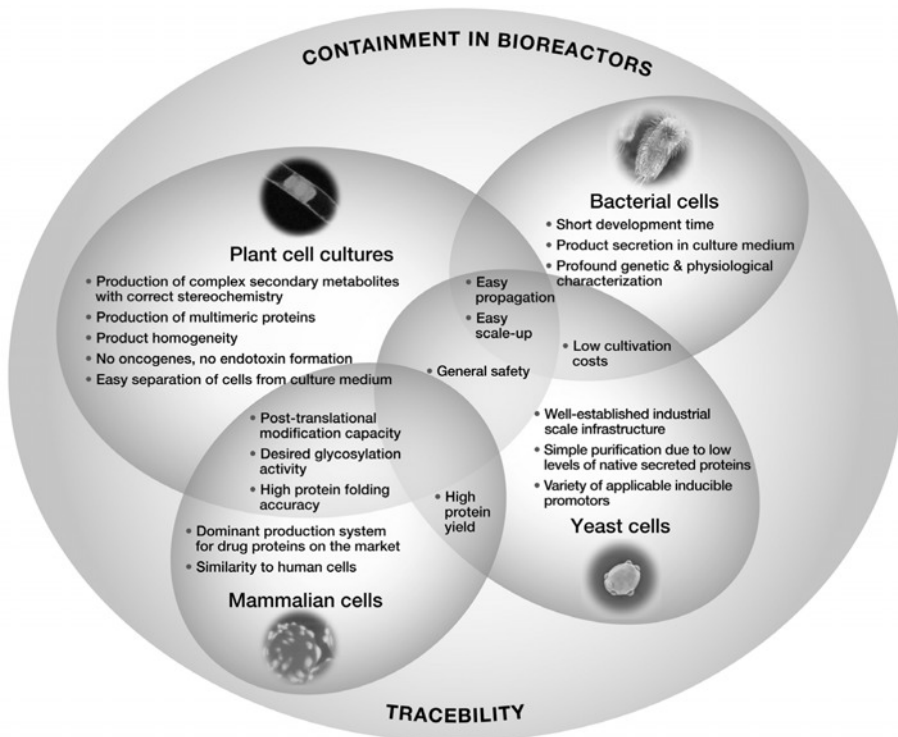 CONTAINMENT IN BIOREACTORS
Plant cell cultures
• Production of complex secondary metabolites
with correct stereochemistry
• Production of multimeric proteins
• Product homogeneity
• No oncogenes, no endotoxin formation
• Easy separation of cells from culture medium
Bacterial cells
• Short development time
• Product secretion in culture medium
• Profound genetic & physiological
characterization
• Easy
propagation
• Easy
scale-up
• Low cultivation
costs
• General safety
• Post-translational
modification capacity
• Desired glycosylation
activity
• High protein folding
accuracy
• High
protein
yield
• Well-established industrial
scale infrastructure
• Simple purification due to low
levels of native secreted proteins
• Variety of applicable inducible
promotors
Yeast cells
• Dominant production system
for drug proteins on the market
• Similarity to human cells
Mammalian cells
TRACEBILITY